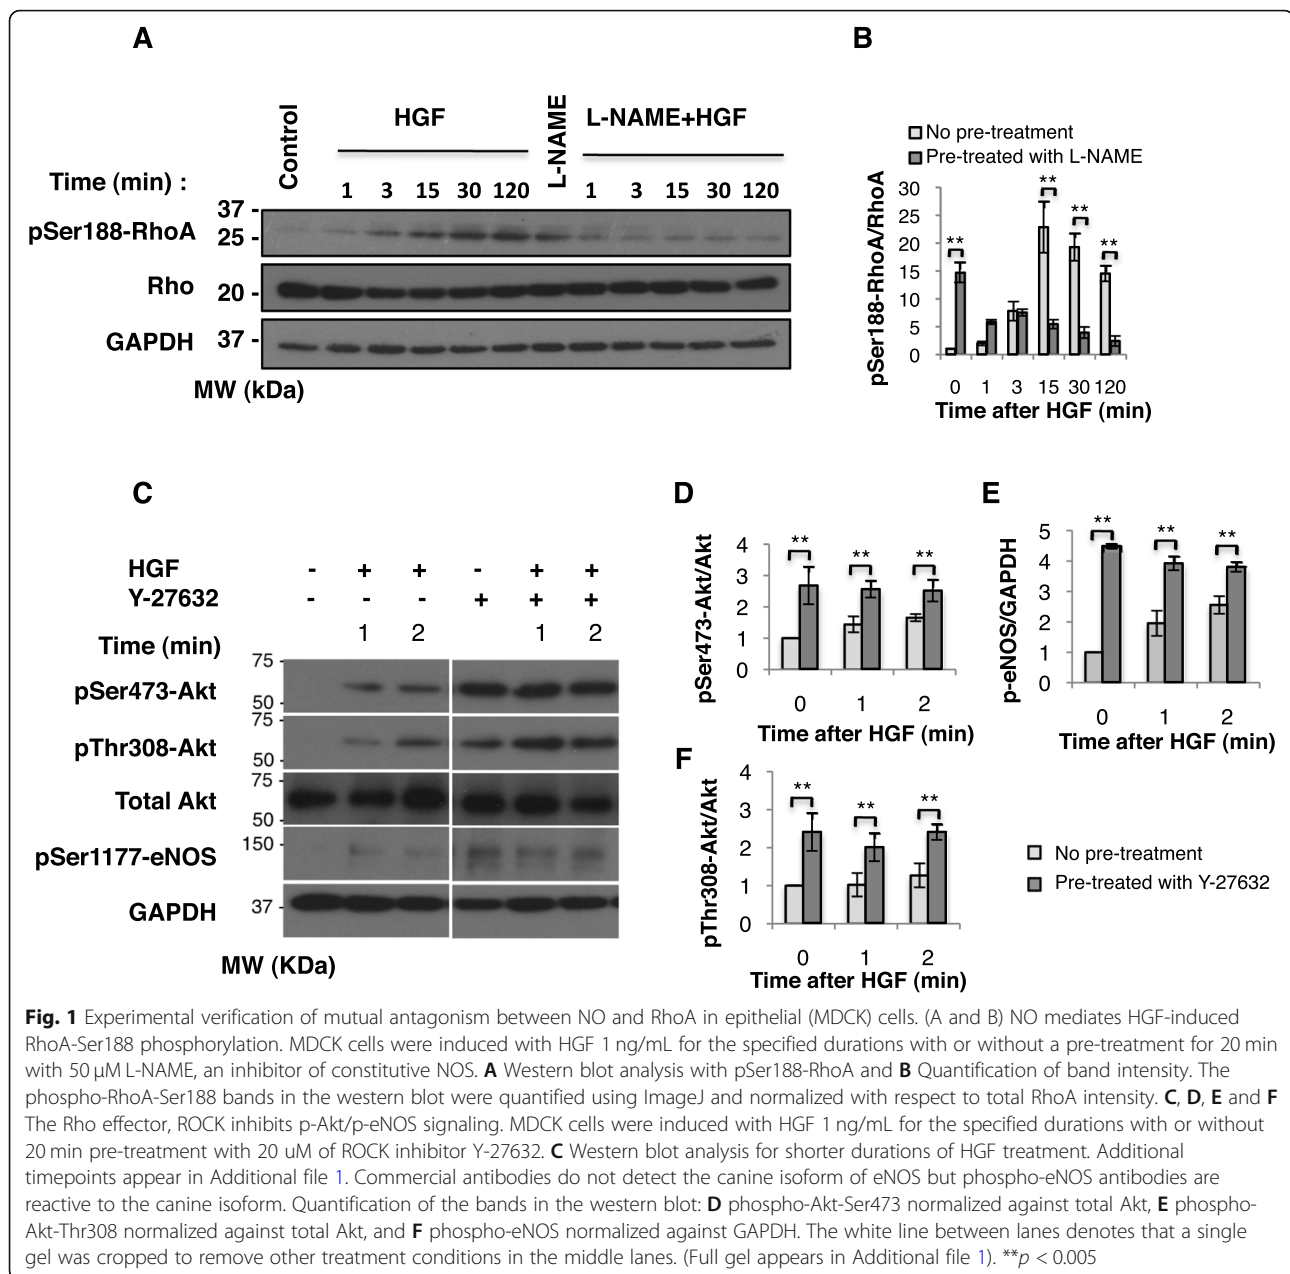 A
Control
HGF
L-NAME
L-NAME+HGF
Time (min) :
1 3 15 30 120 1 3 15 30 120
37 -
pSer188-RhoA
25 -
Rho
20 -
GAPDH
37 -
MW (kDa)
B
No pre-treatment
Pre-treated with L-NAME
pSer188-RhoA/RhoA
30
25
20
15
10
5
0
** ** ** **
0 1 3 15 30 120
Time after HGF (min)
C
HGF - + + - + +
Y-27632 - - - + + +
Time (min) 1 2 1 2
75
pSer473-Akt
50
75
pThr308-Akt
50
75
Total Akt
50
150
pSer1177-eNOS
GAPDH
37
MW (KDa)
D
pSer473-Akt/Akt
4
3
2
1
0
** ** **
0 1 2
Time after HGF (min)
E
p-eNOS/GAPDH
5
4
3
2
1
0
** ** **
0 1 2
Time after HGF (min)
F
pThr308-Akt/Akt
4
3
2
1
0
** ** **
0 1 2
Time after HGF (min)
No pre-treatment
Pre-treated with Y-27632
Fig. 1 Experimental verification of mutual antagonism between NO and RhoA in epithelial (MDCK) cells. (A and B) NO mediates HGF-induced
RhoA-Ser188 phosphorylation. MDCK cells were induced with HGF 1 ng/mL for the specified durations with or without a pre-treatment for 20 min
with 50 μM L-NAME, an inhibitor of constitutive NOS. A Western blot analysis with pSer188-RhoA and B Quantification of band intensity. The
phospho-RhoA-Ser188 bands in the western blot were quantified using ImageJ and normalized with respect to total RhoA intensity. C, D, E and F
The Rho effector, ROCK inhibits p-Akt/p-eNOS signaling. MDCK cells were induced with HGF 1 ng/mL for the specified durations with or without
20 min pre-treatment with 20 uM of ROCK inhibitor Y-27632. C Western blot analysis for shorter durations of HGF treatment. Additional
timepoints appear in Additional file 1. Commercial antibodies do not detect the canine isoform of eNOS but phospho-eNOS antibodies are
reactive to the canine isoform. Quantification of the bands in the western blot: D phospho-Akt-Ser473 normalized against total Akt, E phospho-
Akt-Thr308 normalized against total Akt, and F phospho-eNOS normalized against GAPDH. The white line between lanes denotes that a single
gel was cropped to remove other treatment conditions in the middle lanes. (Full gel appears in Additional file 1). **p < 0.005